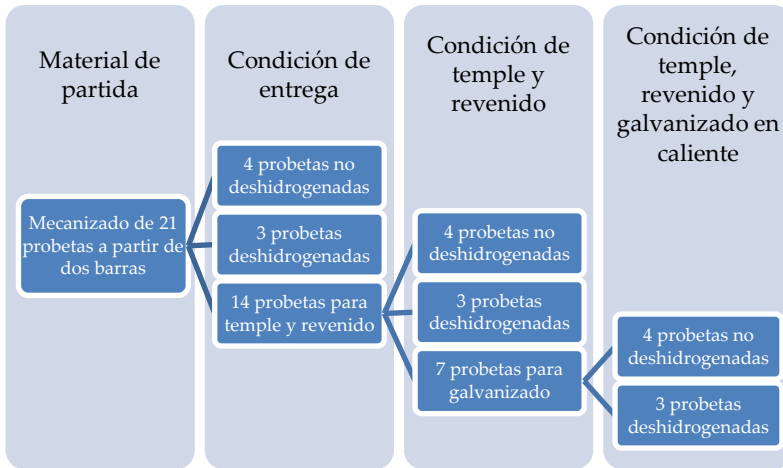 Material de
partida
Mecanizado de 21
probetas a partir de
dos barras
Condición de
entrega
4 probetas no
deshidrogenadas
3 probetas
deshidrogenadas
14 probetas para
temple y revenido
Condición de
temple y
revenido
4 probetas no
deshidrogenadas
3 probetas
deshidrogenadas
7 probetas para
galvanizado
Condición de
temple,
revenido y
galvanizado en
caliente
4 probetas no
deshidrogenadas
3 probetas
deshidrogenadas